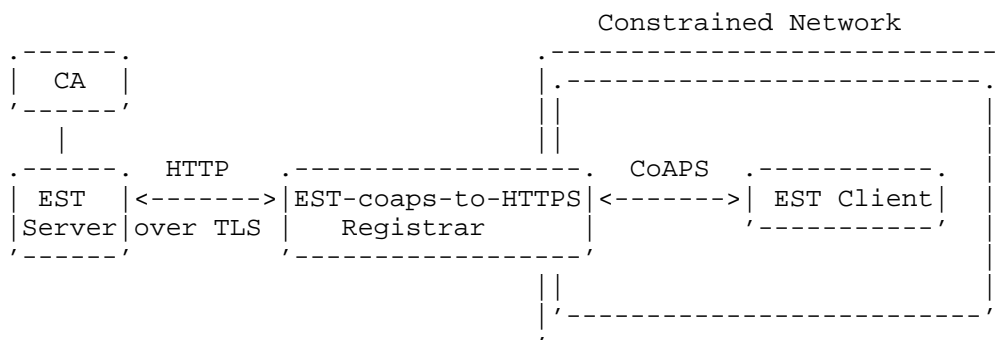 Constrained Network
CA
HTTP
CoAPS
EST
EST-coaps-to-HTTPS
EST Client
Server
over TLS
Registrar